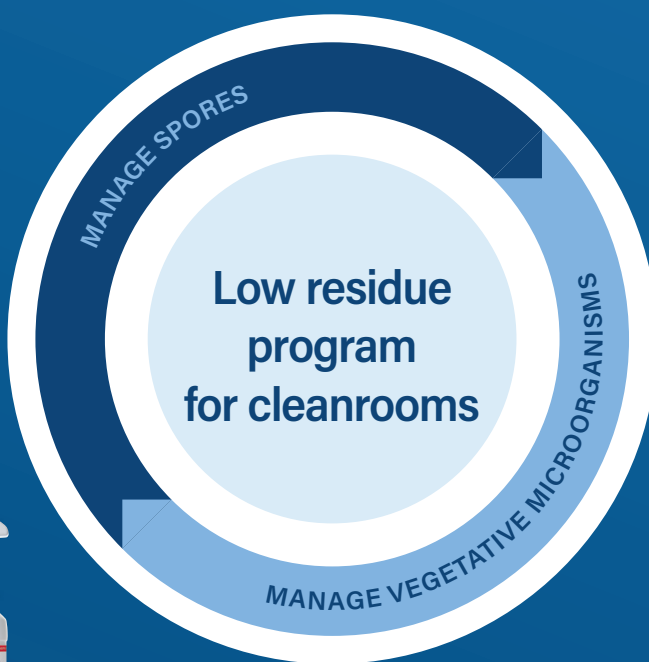 MANAGE SPORES
Low residue
program
for cleanrooms
MANAGE VEGETATIVE MICROORGANISMS